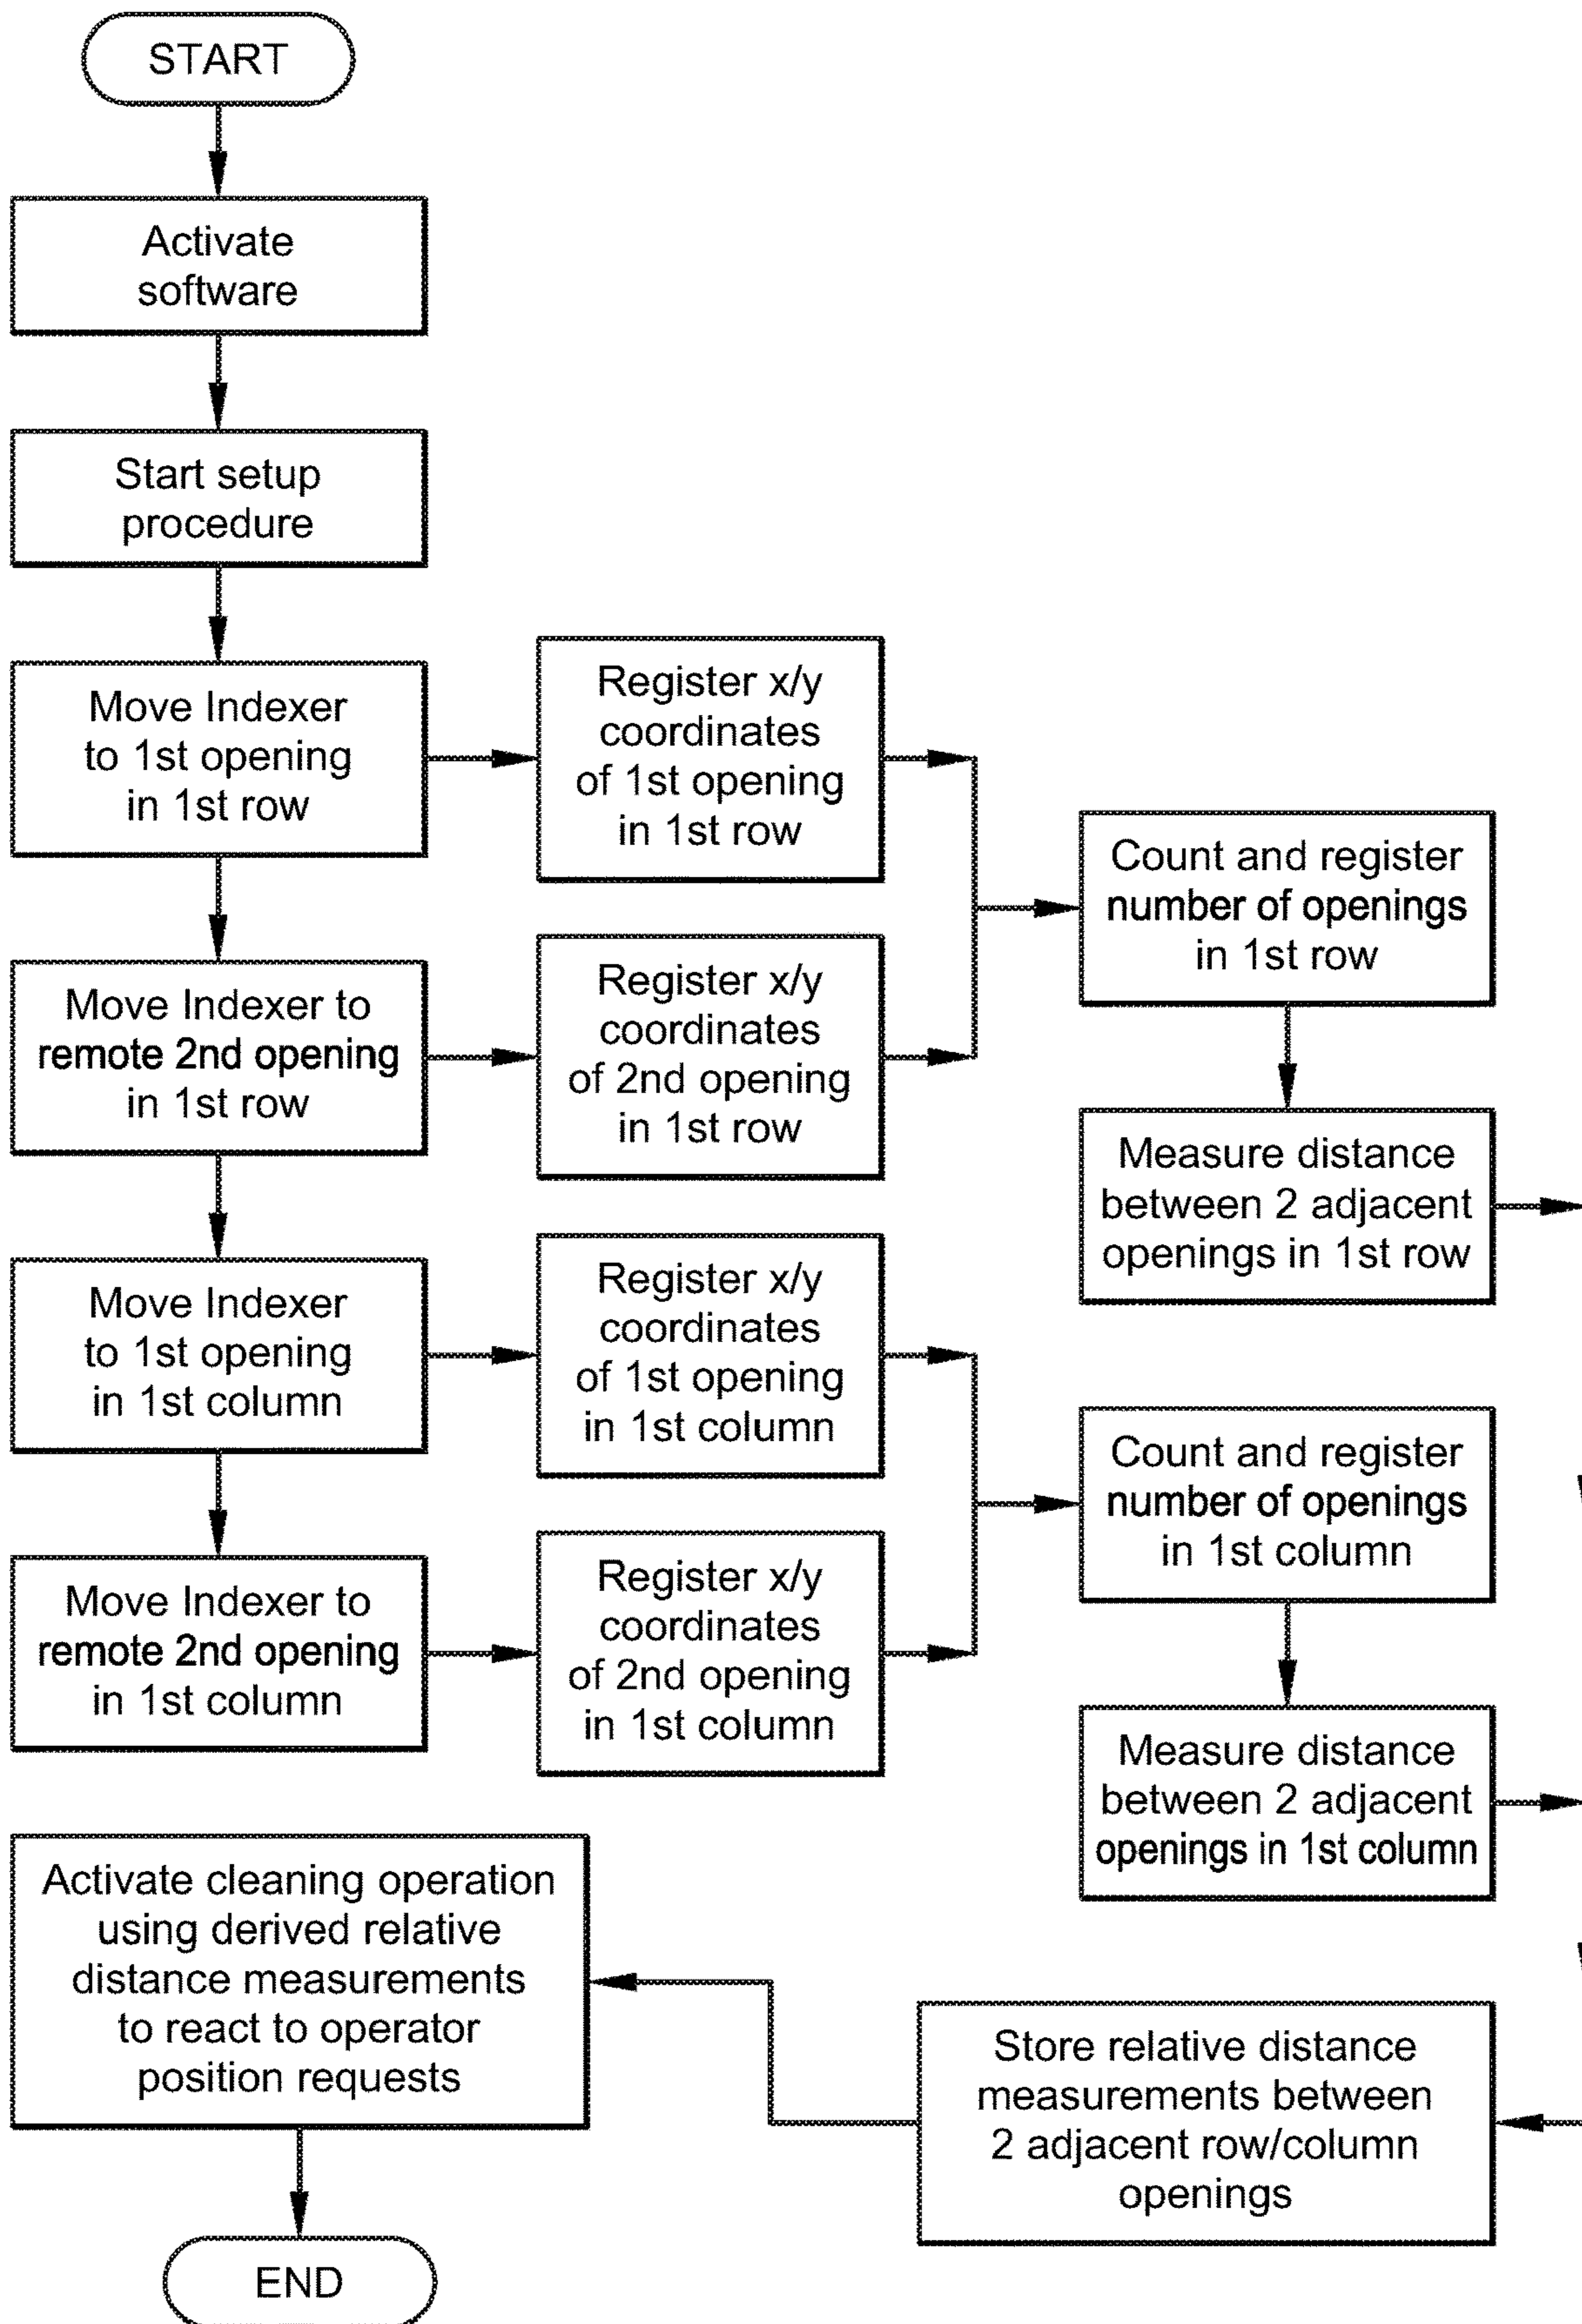 START
Activate
software
Start setup
procedure
Move Indexer
to 1st opening
in 1st row
Register x/y
coordinates
of 1st opening
in 1st row
Count and register
number of openings
in 1st row
Move Indexer to
remote 2nd opening
in 1st row
Register x/y
coordinates
of 2nd opening
in 1st row
Measure distance
between 2 adjacent
openings in 1st row
Move Indexer
to 1st opening
in 1st column
Register x/y
coordinates
of 1st opening
in 1st column
Count and register
number of openings
in 1st column
Move Indexer to
remote 2nd opening
in 1st column
Register x/y
coordinates
of 2nd opening
in 1st column
Measure distance
between 2 adjacent
openings in 1st column
Store relative distance
measurements between
2 adjacent row/column
openings
Activate cleaning operation
using derived relative
distance measurements
to react to operator
position requests
END